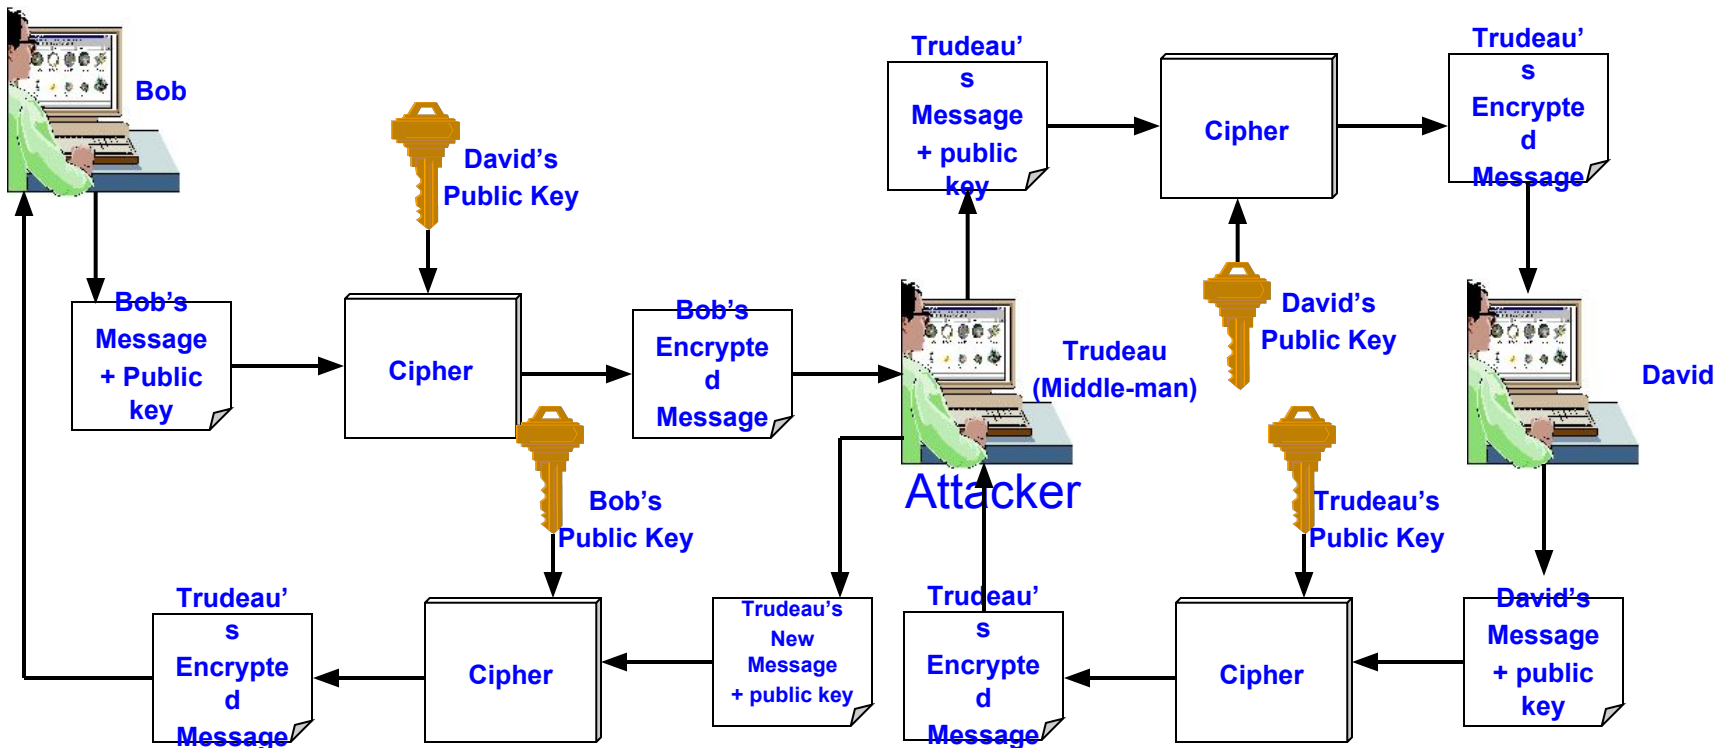 Bob
David's
Public Key
Trudeau'
s
Message
+ public
key
Cipher
Trudeau'
s
Encrypte
d
Message
Bob's
Message
+ Public
key
Cipher
Bob's
Encrypte
d
Message
Trudeau
(Middle-man)
Attacker
David's
Public Key
David
Bob's
Public Key
Trudeau's
Public Key
Trudeau'
s
Encrypte
d
Message
Cipher
Trudeau's
New
Message
+ public key
Trudeau'
s
Encrypte
d
Message
Cipher
David's
Message
+ public
key